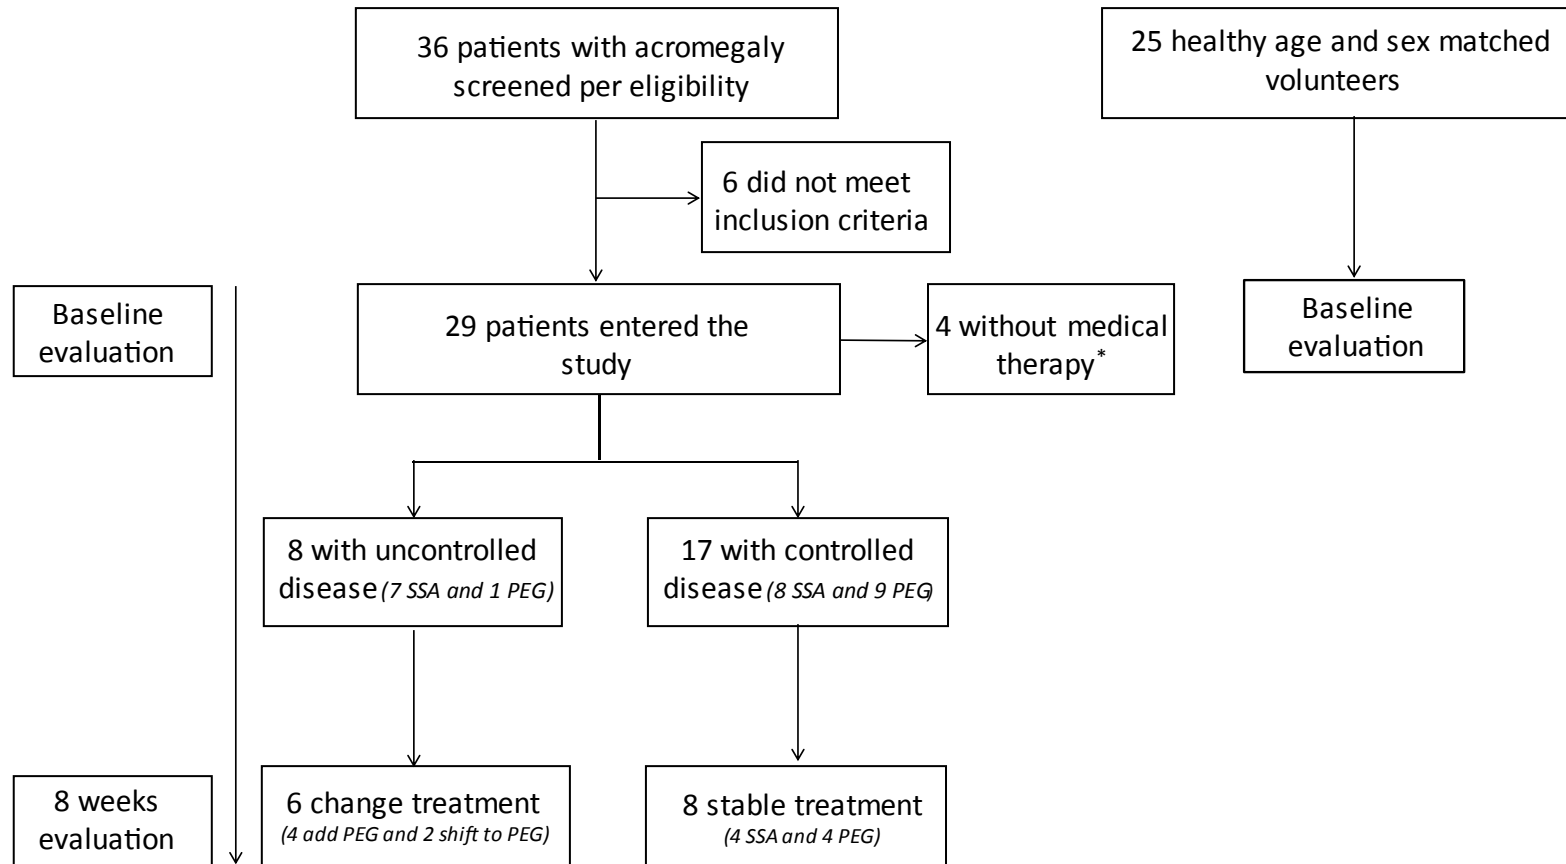 36 patients with acromegaly
screened per eligibility
25 healthy age and sex matched
volunteers
6 did not meet
inclusion criteria
Baseline
evaluation
29 patients entered the
study
4 without medical
therapy*
Baseline
evaluation
8 with uncontrolled
disease (7 SSA and 1 PEG)
17 with controlled
disease (8 SSA and 9 PEG)
8 weeks
evaluation
6 change treatment
(4 add PEG and 2 shift to PEG)
8 stable treatment
(4 SSA and 4 PEG)